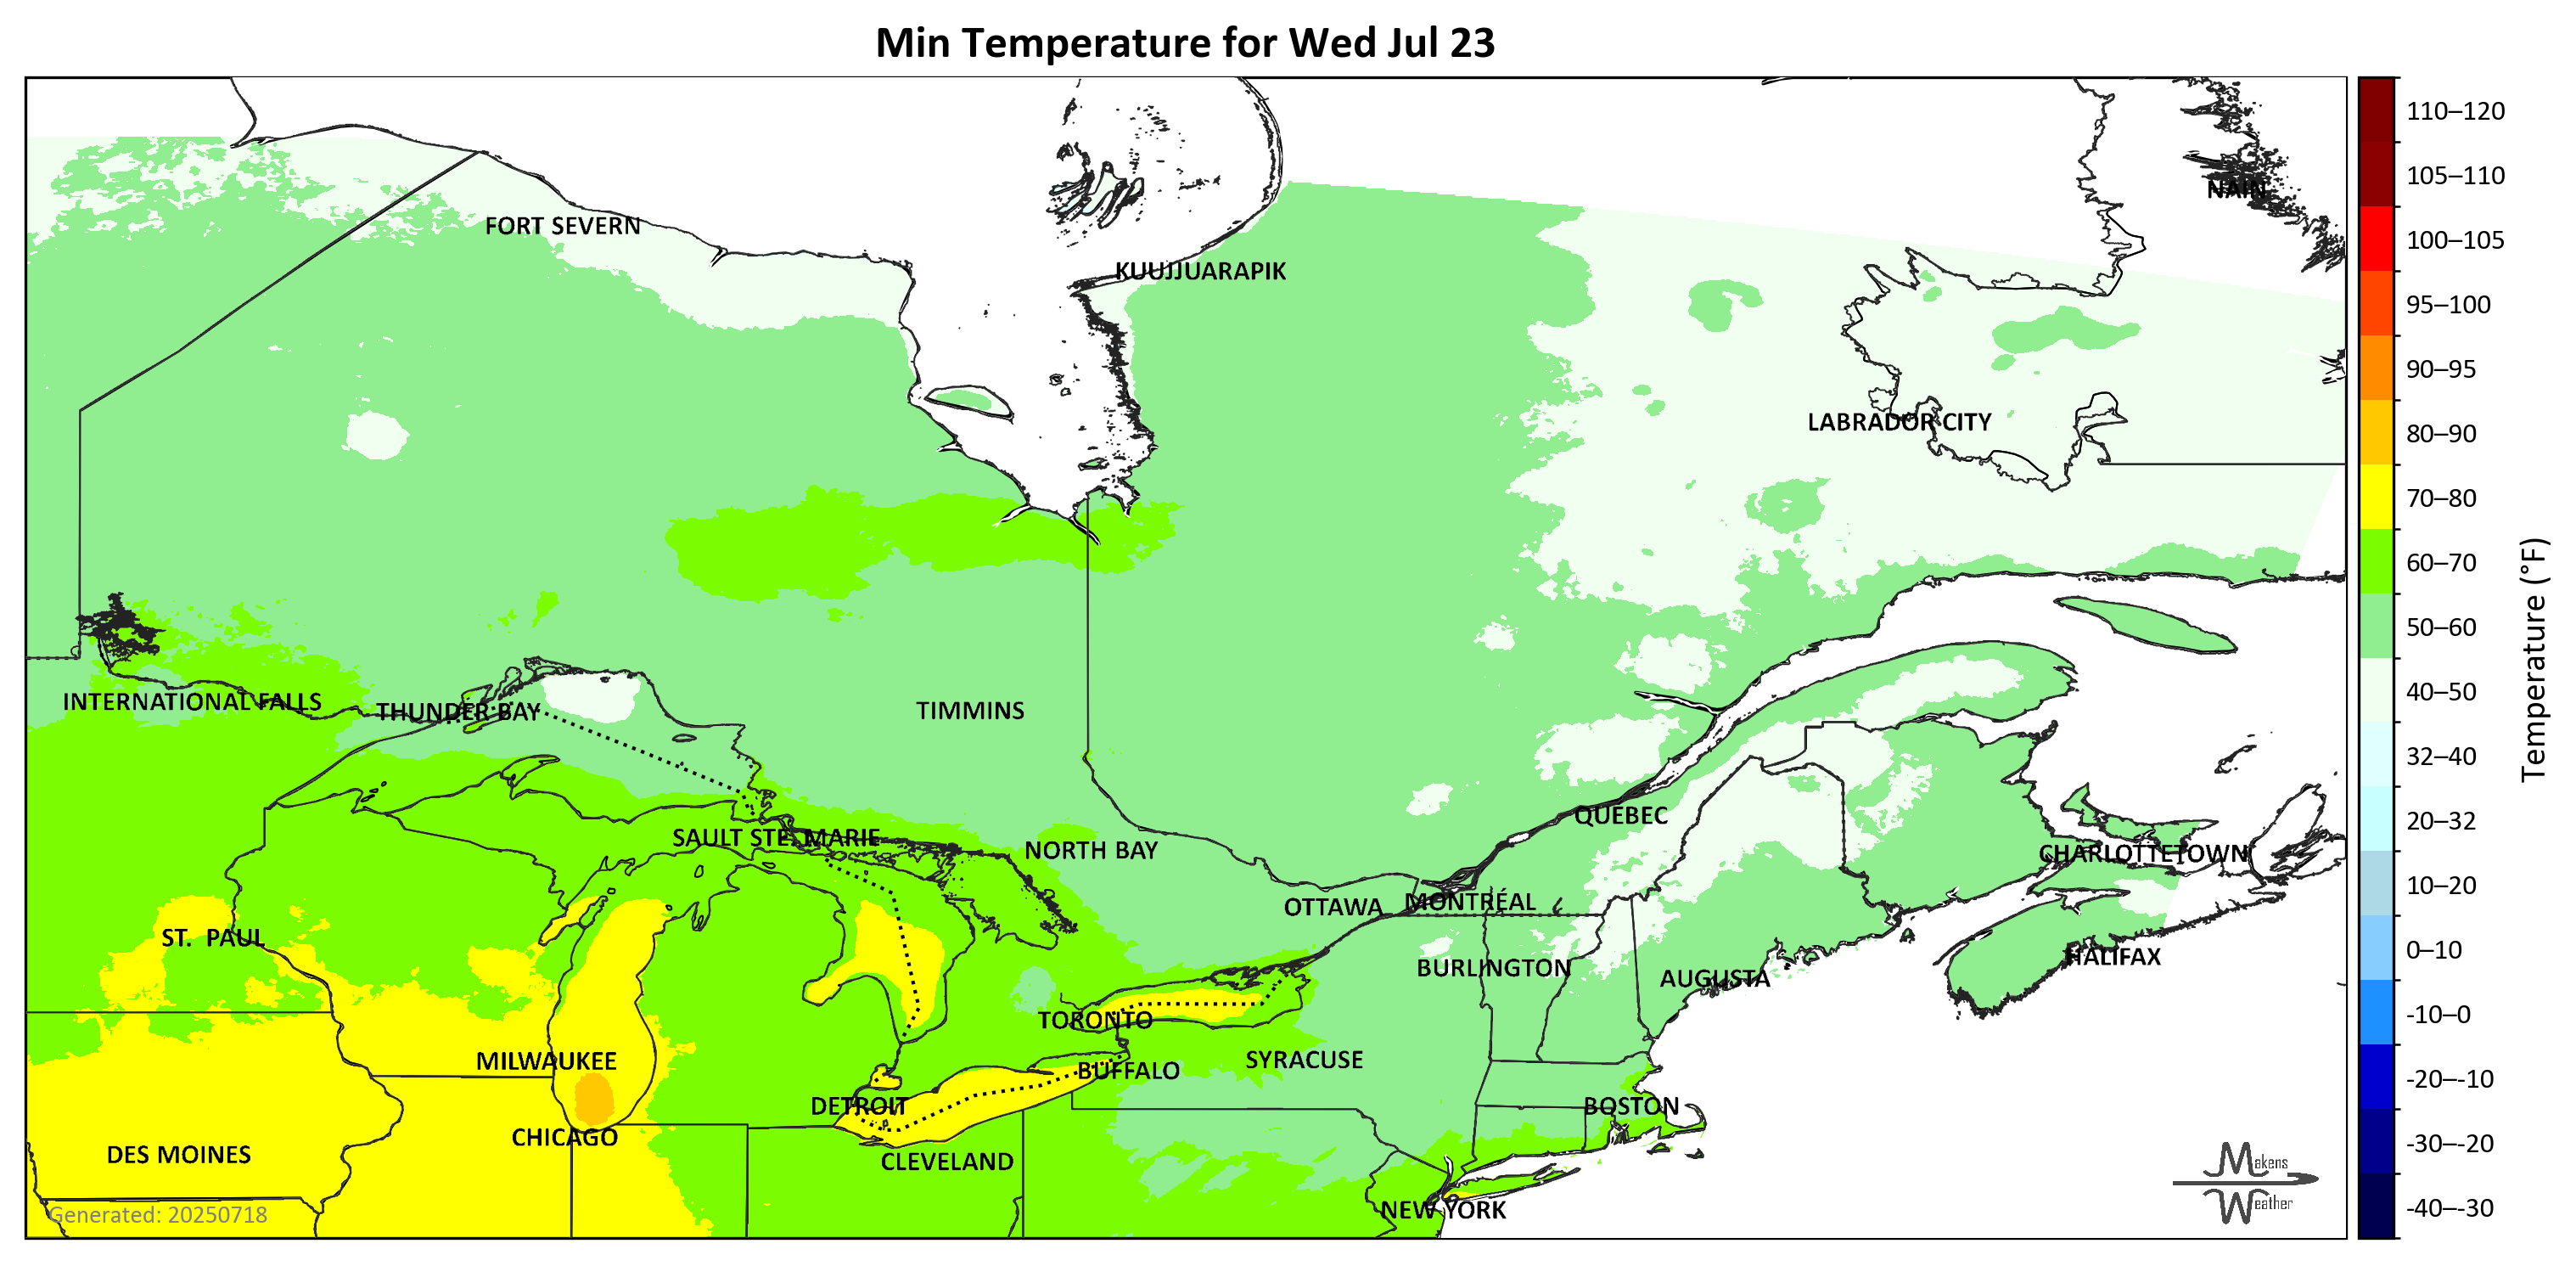 Min Temperature for Wed Jul 23
NAIN
FORT SEVERN
KUUJJUARAPIK
LABRADOR CITY
INTERNATIONAL FALLS
THUNDER BAY
TIMMINS
QUÉBEC
SAULT STE. MARIE
NORTH BAY
CHARLOTTETOWN
OTTAWA
MONTRÉAL
ST. PAUL
HALIFAX
BURLINGTON
AUGUSTA
TORONTO
MILWAUKEE
SYRACUSE
BUFFALO
DETROIT
BOSTON
CHICAGO
DES MOINES
CLEVELAND
NEW YORK
Generated: 20250718
Makens
Weather
110–120
105–110
100–105
95–100
90–95
80–90
70–80
60–70
50–60
40–50
32–40
20–32
10–20
0–10
-10–0
-20–-10
-30–-20
-40–-30
Temperature (°F)